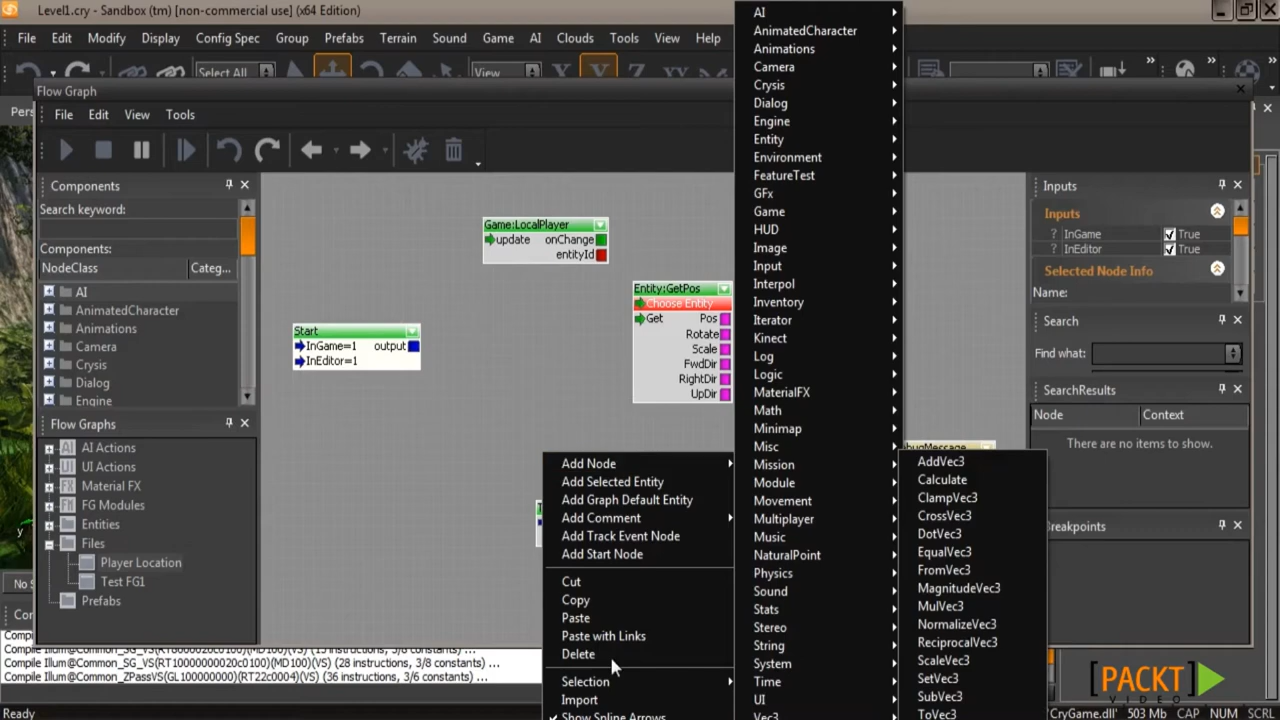 Level1.cry - Sandbox (tm) [non-commercial use] (x64 Edition)
File Edit Modify Display Config Spec Group Prefabs Terrain Sound Game AI Clouds Tools View Help
Select All
View
Flow Graph
File Edit View Tools
Components
Search keyword:
Components:
NodeClass Categ...
AI
AnimatedCharacter
Animations
Camera
Crysis
Dialog
Engine
Flow Graphs
AI Actions
UI Actions
Material FX
FG Modules
Entities
Files
Player Location
Test FG1
Prefabs
Start
InGame=1 output
InEditor=1
Game:LocalPlayer
update onChange
entityId
Entity:GetPos
Choose Entity
Get Pos
Rotate
Scale
FwdDir
RightDir
UpDir
Add Node
Add Selected Entity
Add Graph Default Entity
Add Comment
Add Track Event Node
Add Start Node
Cut
Copy
Paste
Paste with Links
Delete
Selection
Import
Show Spline Arrows
AI
AnimatedCharacter
Animations
Camera
Crysis
Dialog
Engine
Entity
Environment
FeatureTest
GFx
Game
HUD
Image
Input
Interpol
Inventory
Iterator
Kinect
Log
Logic
MaterialFX
Math
Minimap
Misc
Mission
Module
Movement
Multiplayer
Music
NaturalPoint
Physics
Sound
Stats
Stereo
String
System
Time
UI
Vec3
AddVec3
Calculate
ClampVec3
CrossVec3
DotVec3
EqualVec3
FromVec3
MagnitudeVec3
MulVec3
NormalizeVec3
ReciprocalVec3
ScaleVec3
SetVec3
SubVec3
ToVec3
Inputs
Inputs
InGame True
InEditor True
Selected Node Info
Name:
Search
Find what:
SearchResults
Node Context
There are no items to show.
Breakpoints
Compile Illum@Common_SG_VS(GL100000000)(RT22c0004)(VS) (36 instructions, 3/6 constants)
Ready
PACKT
VIDEO
'CryGame.dll' 503 Mb CAP NUM SCRL